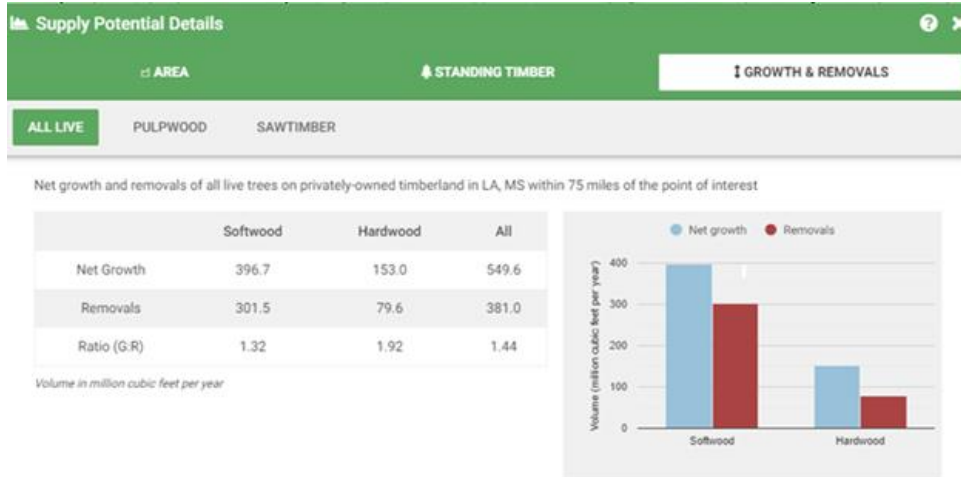 Supply Potential Details
AREA
STANDING TIMBER
GROWTH & REMOVALS
ALL LIVE PULPWOOD SAWTIMBER
Net growth and removals of all live trees on privately-owned timberland in LA, MS within 75 miles of the point of interest
Softwood Hardwood All
Net Growth 396.7 153.0 549.6
Removals 301.5 79.6 381.0
Ratio (G:R) 1.32 1.92 1.44
Volume in million cubic feet per year
Net growth Removals
Volume (million cubic feet per year)
400
300
200
100
0
Softwood Hardwood